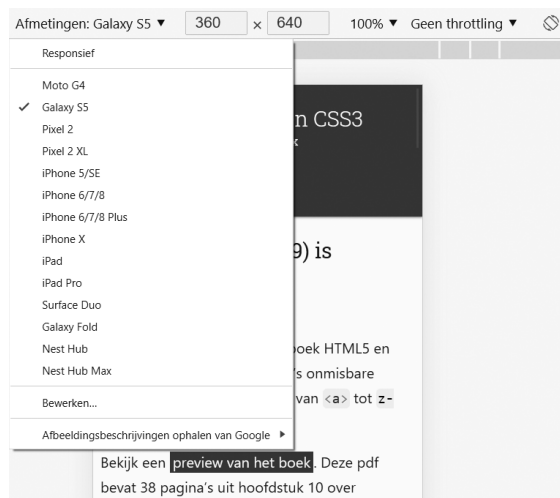 Afmetingen: Galaxy S5 ▼ 360 × 640 100% ▼ Geen throttling ▼
Responsief
Moto G4
✓ Galaxy S5
Pixel 2
Pixel 2 XL
iPhone 5/SE
iPhone 6/7/8
iPhone 6/7/8 Plus
iPhone X
iPad
iPad Pro
Surface Duo
Galaxy Fold
Nest Hub
Nest Hub Max
Bewerken...
Afbeeldingsbeschrijvingen ophalen van Google
n CSS3
9) is
oek HTML5 en
's onmisbare
van <a> tot z-
Bekijk een preview van het boek. Deze pdf
bevat 38 pagina's uit hoofdstuk 10 over